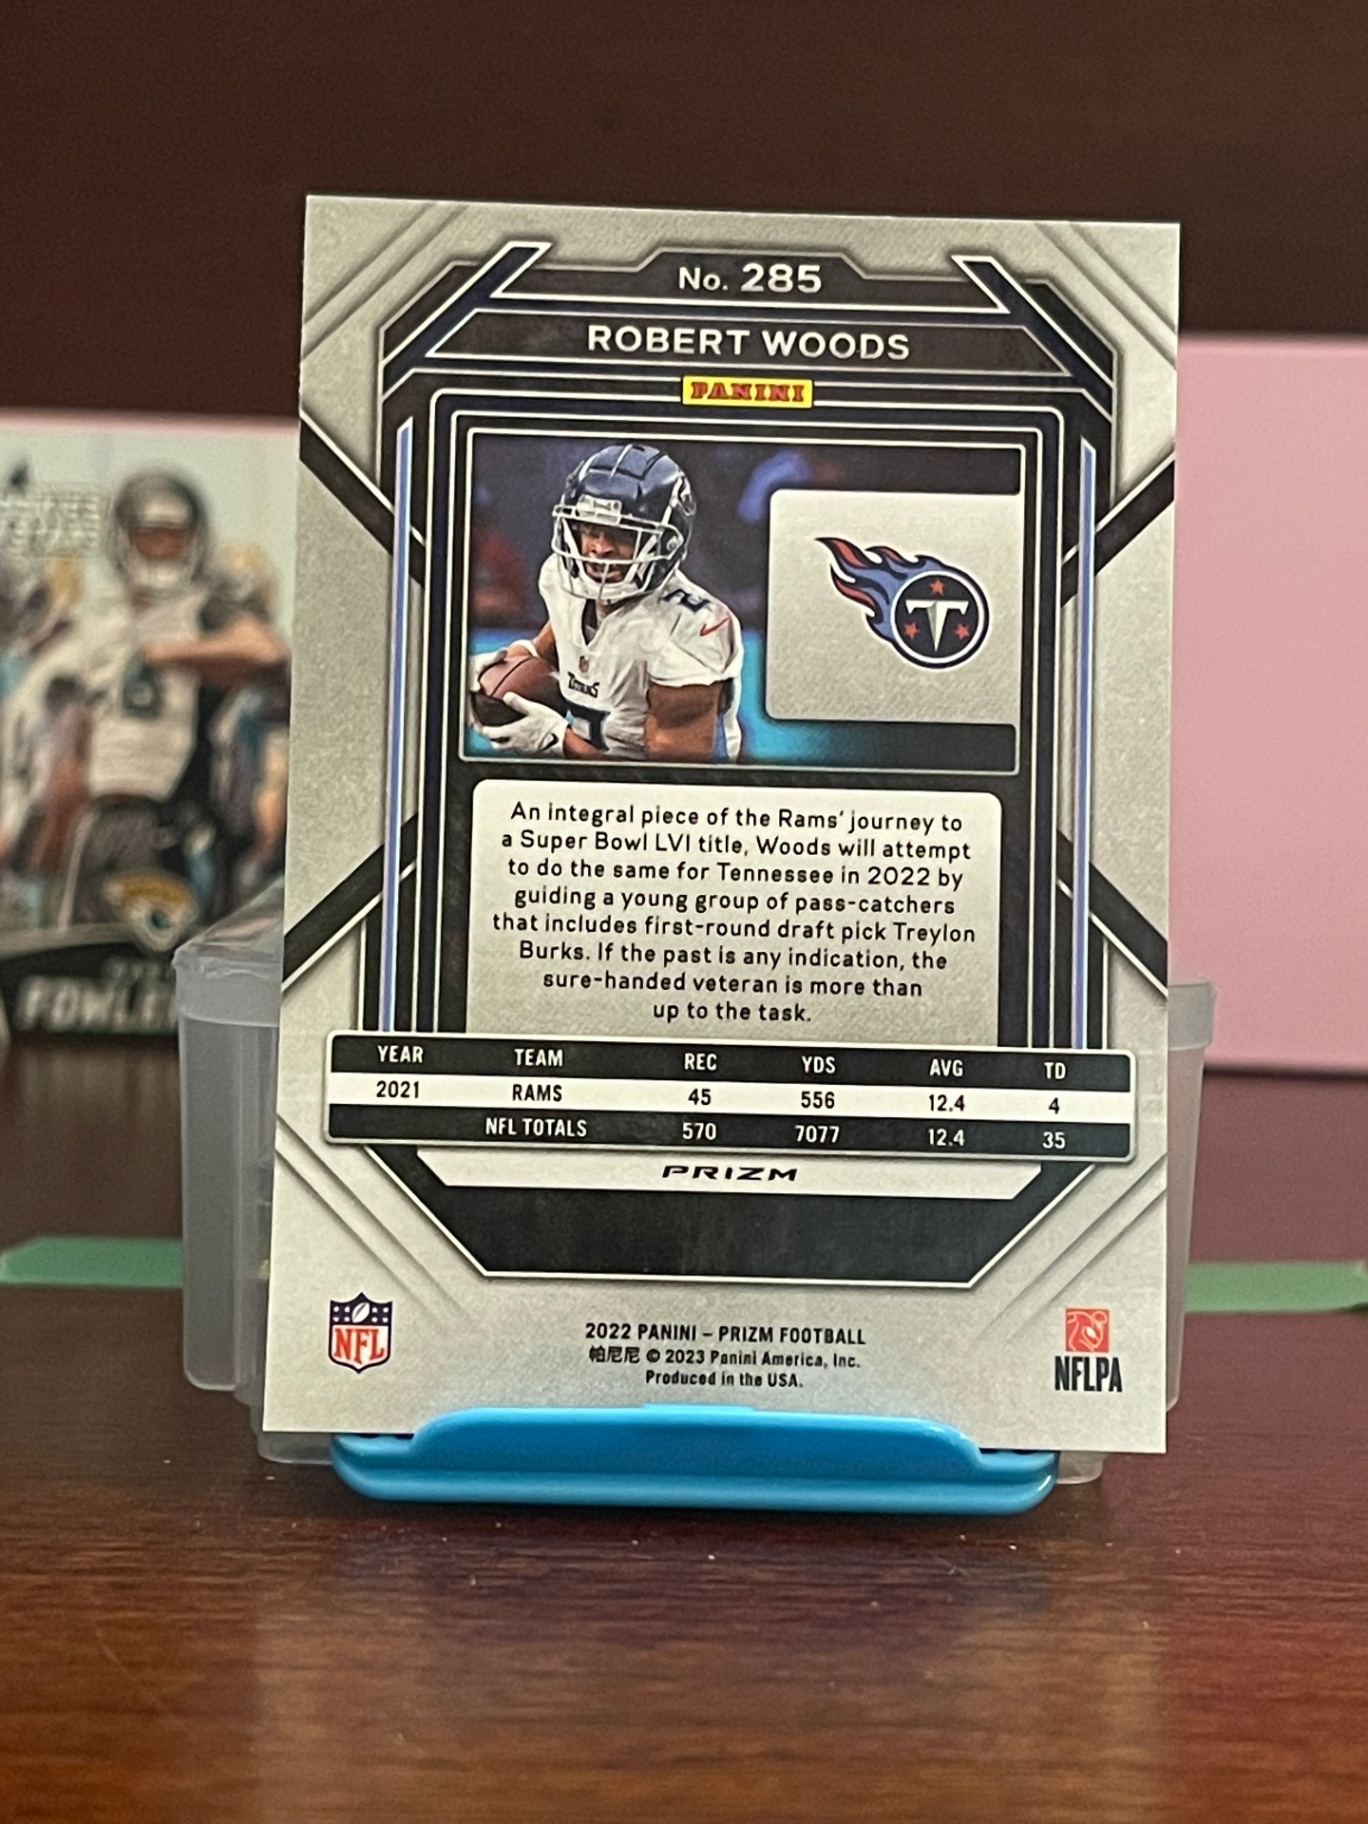 No. 285
ROBERT WOODS
PANINI
2
TITANS
T
An integral piece of the Rams' journey to
a Super Bowl LVI title, Woods will attempt
to do the same for Tennessee in 2022 by
guiding a young group of pass-catchers
that includes first-round draft pick Treylon
Burks. If the past is any indication, the
sure-handed veteran is more than
up to the task.
YEAR TEAM REC YDS AVG TD
2021 RAMS 45 556 12.4 4
NFL TOTALS 570 7077 12.4 35
PRIZM
NFL
2022 PANINI – PRIZM FOOTBALL
帕尼尼 © 2023 Panini America, Inc.
Produced in the USA.
NFLPA